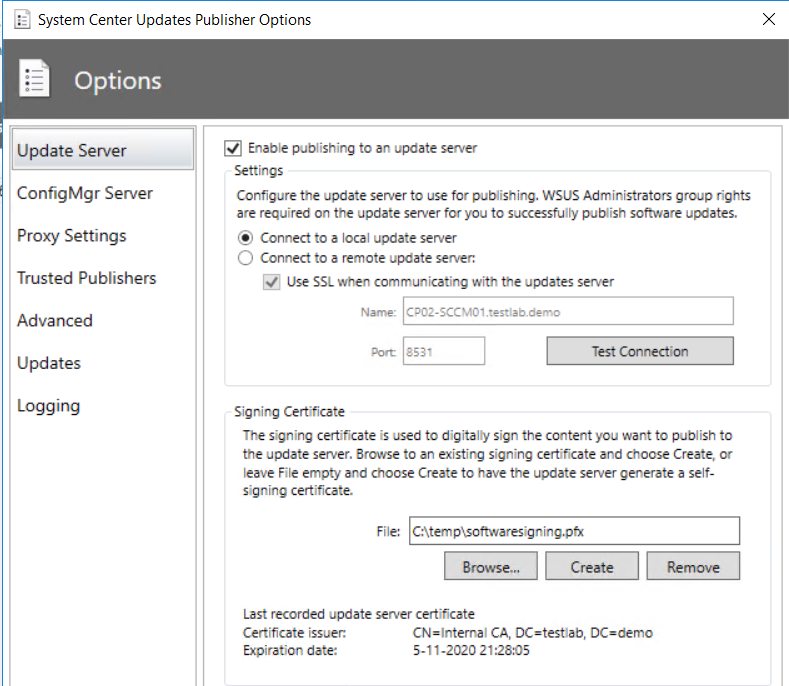 System Center Updates Publisher Options
Options
Update Server
ConfigMgr Server
Proxy Settings
Trusted Publishers
Advanced
Updates
Logging
Enable publishing to an update server
Settings
Configure the update server to use for publishing. WSUS Administrators group rights
are required on the update server for you to successfully publish software updates.
Connect to a local update server
Connect to a remote update server:
Use SSL when communicating with the updates server
Name: CP02-SCCM01.testlab.demo
Port: 8531
Test Connection
Signing Certificate
The signing certificate is used to digitally sign the content you want to publish to
the update server. Browse to an existing signing certificate and choose Create, or
leave File empty and choose Create to have the update server generate a self-
signing certificate.
File: C:\temp\softwaresigning.pfx
Browse... Create Remove
Last recorded update server certificate
Certificate issuer: CN=Internal CA, DC=testlab, DC=demo
Expiration date: 5-11-2020 21:28:05